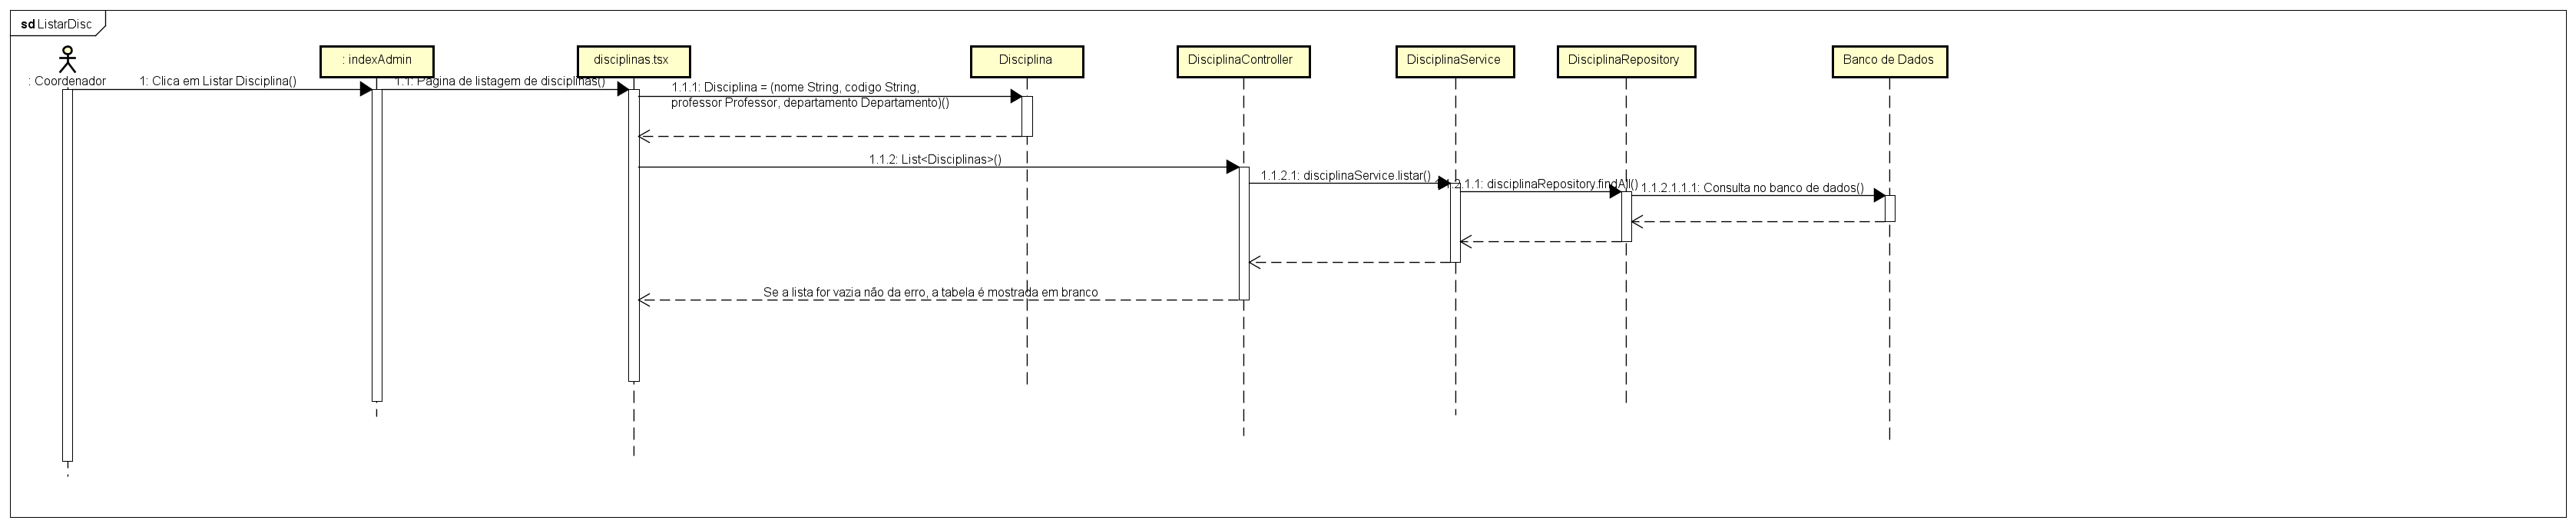 sd ListarDisc
: Coordenador
: indexAdmin
disciplinas.tsx
Disciplina
DisciplinaController
DisciplinaService
DisciplinaRepository
Banco de Dados
1: Clica em Listar Disciplina()
1.1: Página de listagem de disciplinas()
1.1.1: Disciplina = (nome String, codigo String,
professor Professor, departamento Departamento)()
1.1.2: List<Disciplinas>()
1.1.2.1: disciplinaService.listar()
1.1.2.1.1: disciplinaRepository.findAll()
1.1.2.1.1.1: Consulta no banco de dados()
Se a lista for vazia não da erro, a tabela é mostrada em branco